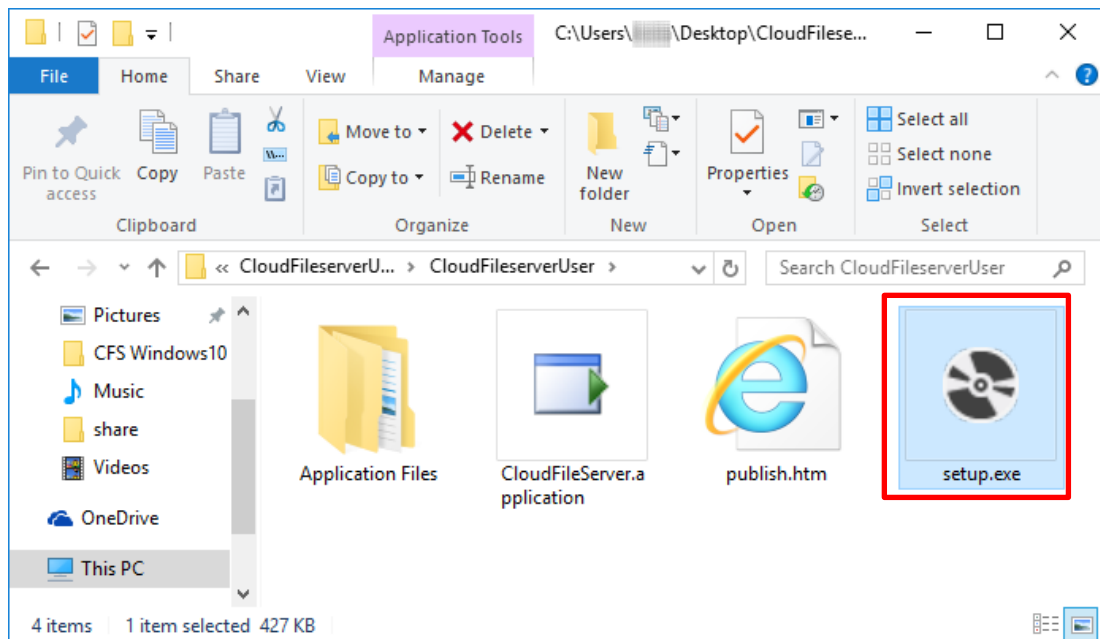 Application Tools
C:\Users\ \Desktop\CloudFilese...
File
Home
Share
View
Manage
Pin to Quick
access
Copy
Paste
W...
Move to
Copy to
Delete
Rename
New
folder
Properties
Select all
Select none
Invert selection
Clipboard
Organize
New
Open
Select
« CloudFileserverU... > CloudFileserverUser >
Search CloudFileserverUser
Pictures
CFS Windows10
Music
share
Videos
OneDrive
This PC
Application Files
CloudFileServer.a
pplication
publish.htm
setup.exe
4 items
1 item selected 427 KB